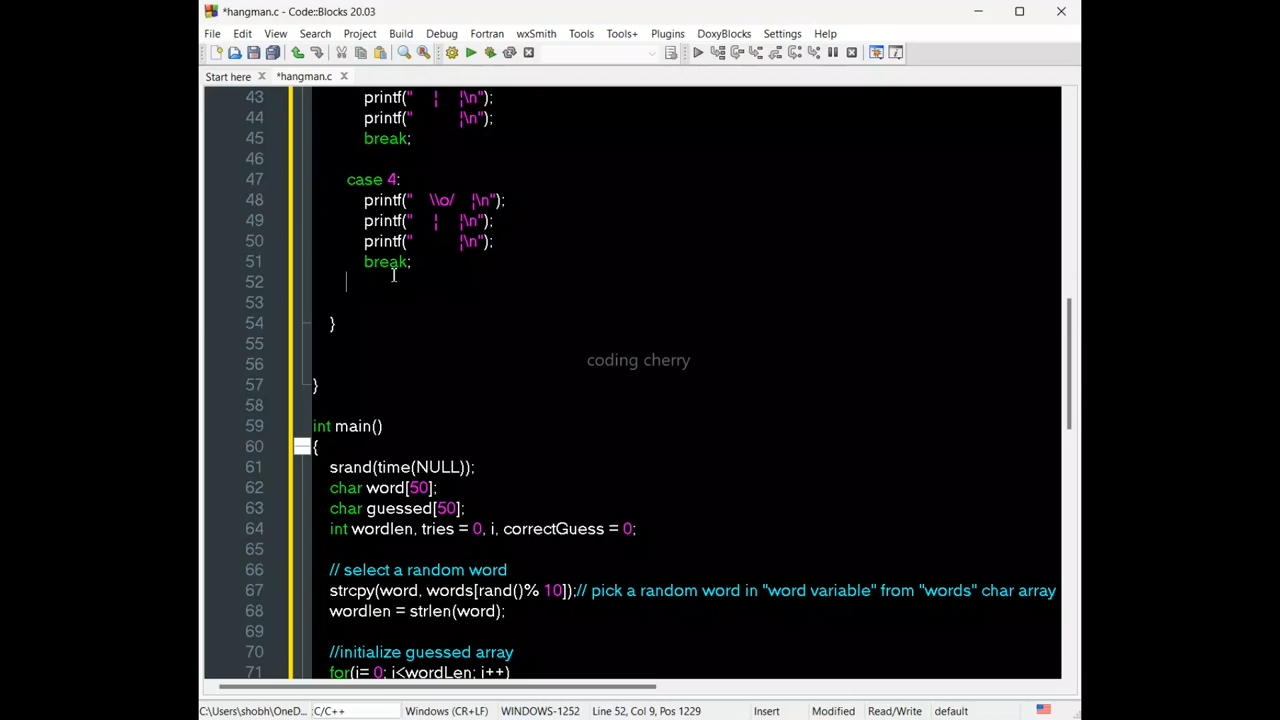 *hangman.c - Code::Blocks 20.03
File Edit View Search Project Build Debug Fortran wxSmith Tools Tools+ Plugins DoxyBlocks Settings Help
Start here *hangman.c
43 printf("    ¦    ¦\n");
44 printf("         ¦\n");
45 break;
46
47 case 4:
48 printf("   \\o/   ¦\n");
49 printf("    ¦    ¦\n");
50 printf("         ¦\n");
51 break;
52
53
54 }
55
56
coding cherry
57 }
58
59 int main()
60 {
61 srand(time(NULL));
62 char word[50];
63 char guessed[50];
64 int wordlen, tries = 0, i, correctGuess = 0;
65
66 // select a random word
67 strcpy(word, words[rand()% 10]);// pick a random word in "word variable" from "words" char array
68 wordlen = strlen(word);
69
70 //initialize guessed array
71 for(i= 0; i<wordLen; i++)
C:\Users\shobh\OneD... C/C++ Windows (CR+LF) WINDOWS-1252 Line 52, Col 9, Pos 1229 Insert Modified Read/Write default